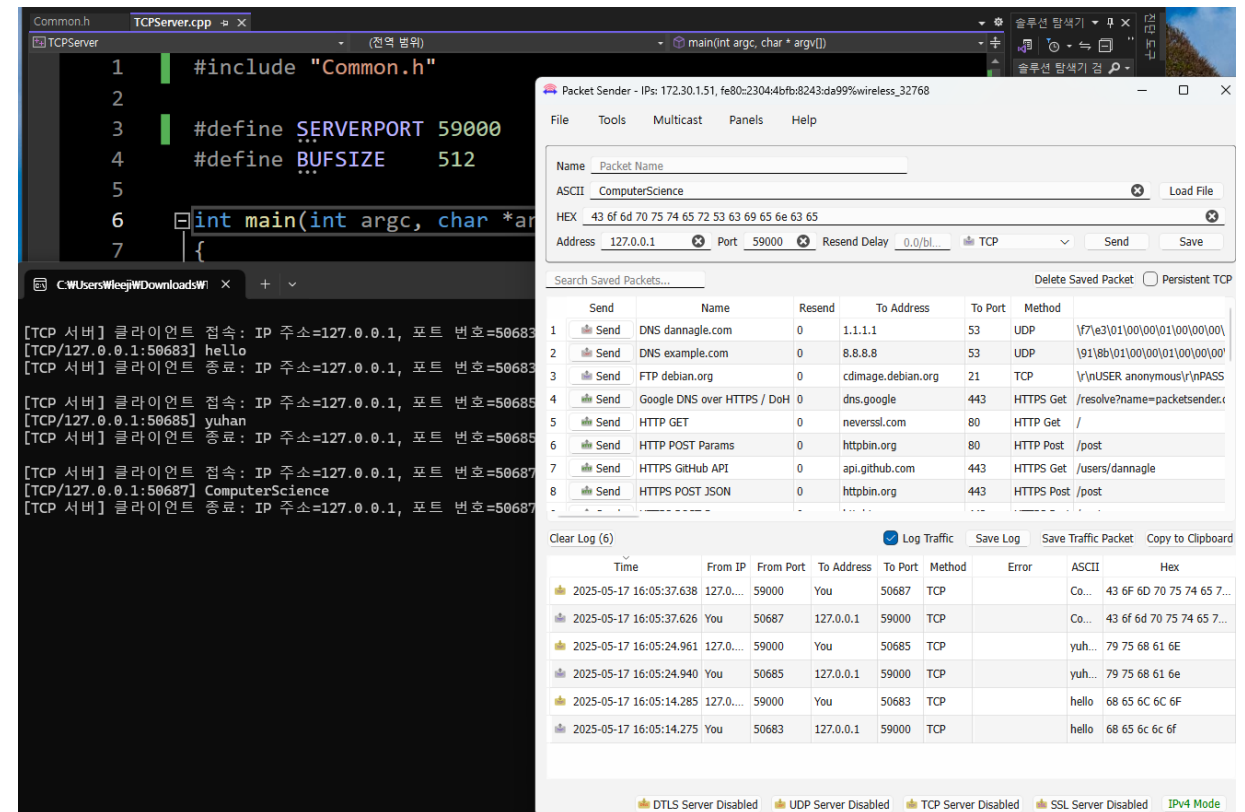 Common.h TCPServer.cpp
TCPServer (전역 범위) main(int argc, char * argv[])
솔루션 탐색기
솔루션 탐색기 검
1 #include "Common.h"
2
3 #define SERVERPORT 59000
4 #define BUFSIZE 512
5
6 int main(int argc, char *ar
7 {
C:₩Users₩leeji₩Downloads₩
[TCP 서버] 클라이언트 접속: IP 주소=127.0.0.1, 포트 번호=50683
[TCP/127.0.0.1:50683] hello
[TCP 서버] 클라이언트 종료: IP 주소=127.0.0.1, 포트 번호=50683
[TCP 서버] 클라이언트 접속: IP 주소=127.0.0.1, 포트 번호=50685
[TCP/127.0.0.1:50685] yuhan
[TCP 서버] 클라이언트 종료: IP 주소=127.0.0.1, 포트 번호=50685
[TCP 서버] 클라이언트 접속: IP 주소=127.0.0.1, 포트 번호=50687
[TCP/127.0.0.1:50687] ComputerScience
[TCP 서버] 클라이언트 종료: IP 주소=127.0.0.1, 포트 번호=50687
Packet Sender - IPs: 172.30.1.51, fe80::2304:4bfb:8243:da99%wireless_32768
File Tools Multicast Panels Help
Name Packet Name
ASCII ComputerScience Load File
HEX 43 6f 6d 70 75 74 65 72 53 63 69 65 6e 63 65
Address 127.0.0.1 Port 59000 Resend Delay 0.0/bl... TCP Send Save
Search Saved Packets... Delete Saved Packet Persistent TCP
Send Name Resend To Address To Port Method
1 Send DNS dannagle.com 0 1.1.1.1 53 UDP \f7\e3\01\00\00\01\00\00\00\
2 Send DNS example.com 0 8.8.8.8 53 UDP \91\8b\01\00\00\01\00\00\00\
3 Send FTP debian.org 0 cdimage.debian.org 21 TCP \r\nUSER anonymous\r\nPASS
4 Send Google DNS over HTTPS / DoH 0 dns.google 443 HTTPS Get /resolve?name=packetsender.c
5 Send HTTP GET 0 neverssl.com 80 HTTP Get /
6 Send HTTP POST Params 0 httpbin.org 80 HTTP Post /post
7 Send HTTPS GitHub API 0 api.github.com 443 HTTPS Get /users/dannagle
8 Send HTTPS POST JSON 0 httpbin.org 443 HTTPS Post /post
Clear Log (6) Log Traffic Save Log Save Traffic Packet Copy to Clipboard
Time From IP From Port To Address To Port Method Error ASCII Hex
2025-05-17 16:05:37.638 127.0.... 59000 You 50687 TCP Co... 43 6F 6D 70 75 74 65 7...
2025-05-17 16:05:37.626 You 50687 127.0.0.1 59000 TCP Co... 43 6f 6d 70 75 74 65 7...
2025-05-17 16:05:24.961 127.0.... 59000 You 50685 TCP yuh... 79 75 68 61 6E
2025-05-17 16:05:24.940 You 50685 127.0.0.1 59000 TCP yuh... 79 75 68 61 6e
2025-05-17 16:05:14.285 127.0.... 59000 You 50683 TCP hello 68 65 6C 6C 6F
2025-05-17 16:05:14.275 You 50683 127.0.0.1 59000 TCP hello 68 65 6c 6c 6f
DTLS Server Disabled UDP Server Disabled TCP Server Disabled SSL Server Disabled IPv4 Mode